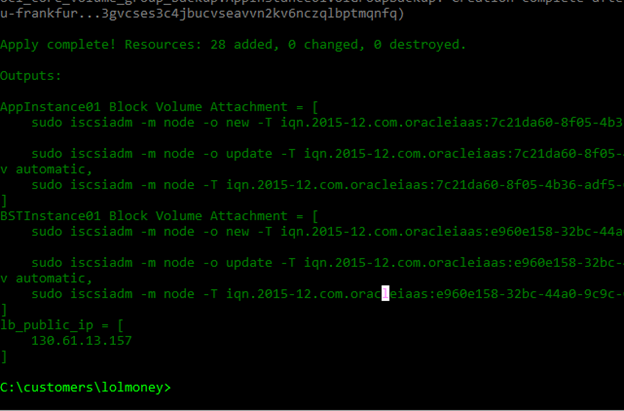 u-frankfur...3gvcses3c4jbucvseavvn2kv6nczqlbptmqnfq)
Apply complete! Resources: 28 added, 0 changed, 0 destroyed.
Outputs:
AppInstance01 Block Volume Attachment = [
sudo iscsiadm -m node -o new -T iqn.2015-12.com.oracleiaas:7c21da60-8f05-4b3
sudo iscsiadm -m node -o update -T iqn.2015-12.com.oracleiaas:7c21da60-8f05-
v automatic,
sudo iscsiadm -m node -T iqn.2015-12.com.oracleiaas:7c21da60-8f05-4b36-adf5-
]
BSTInstance01 Block Volume Attachment = [
sudo iscsiadm -m node -o new -T iqn.2015-12.com.oracleiaas:e960e158-32bc-44a
sudo iscsiadm -m node -o update -T iqn.2015-12.com.oracleiaas:e960e158-32bc-
v automatic,
sudo iscsiadm -m node -T iqn.2015-12.com.oracleiaas:e960e158-32bc-44a0-9c9c-
]
lb_public_ip = [
130.61.13.157
]
C:\customers\lolmoney>